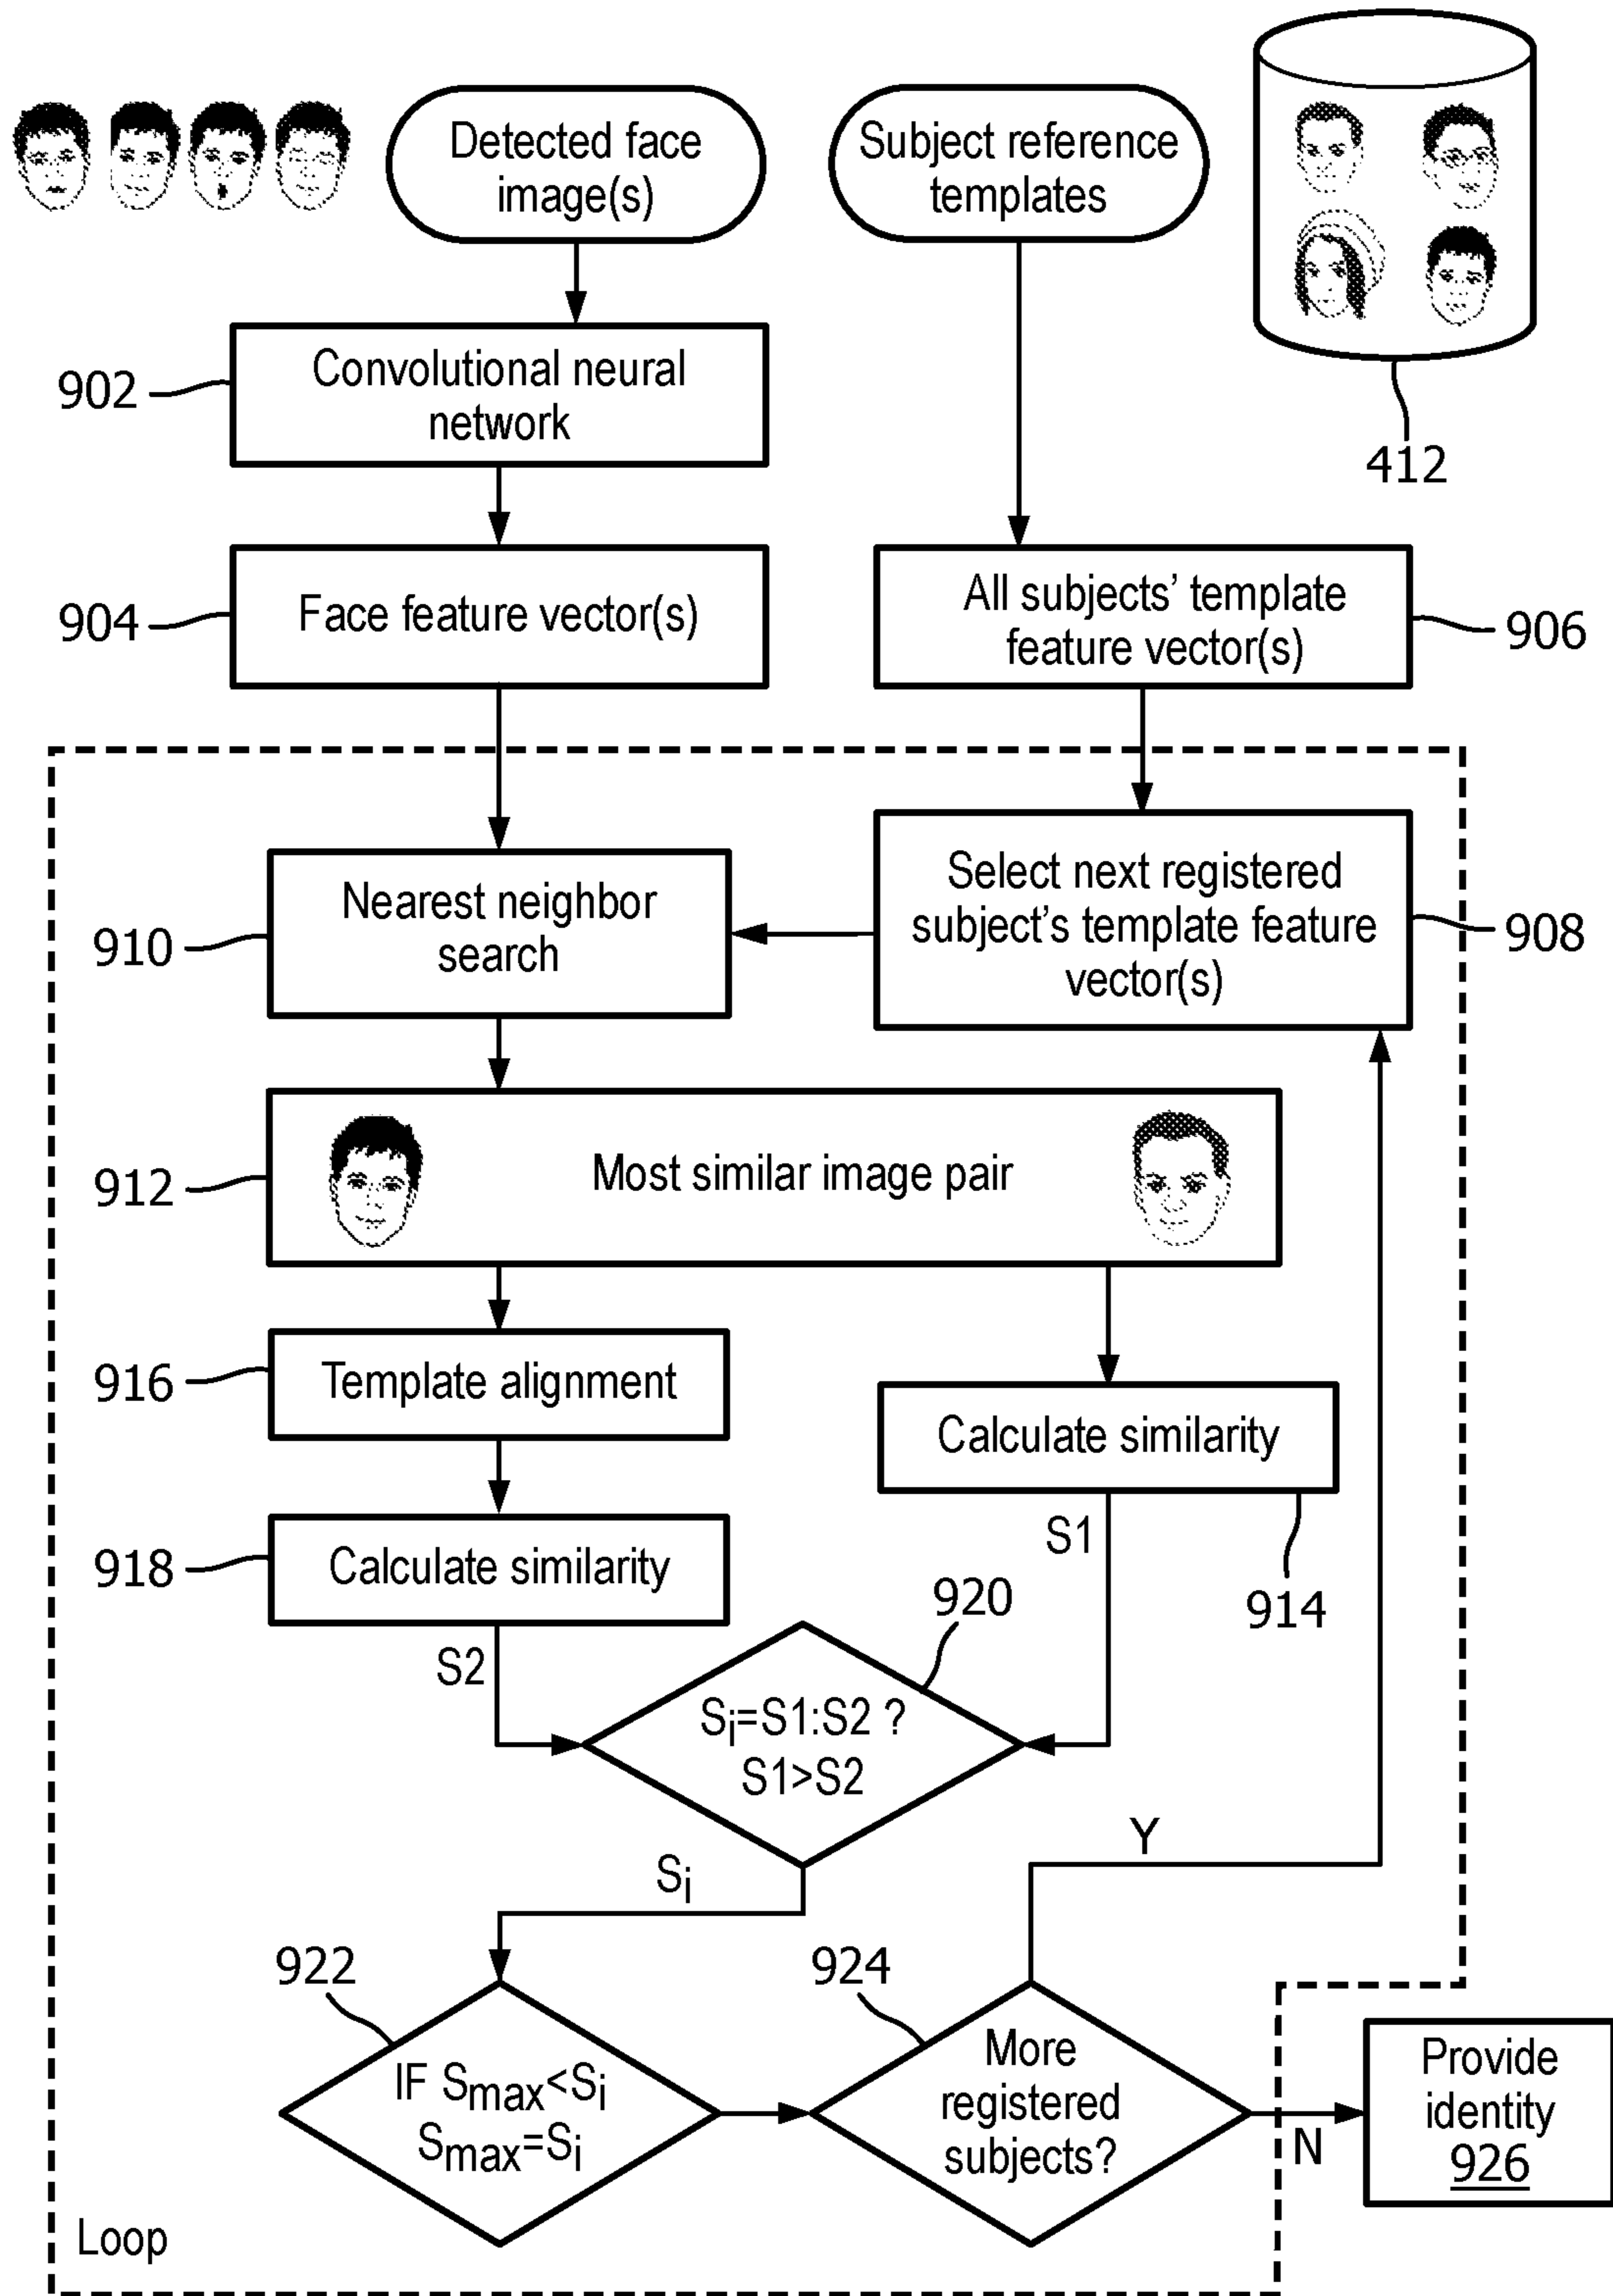 Detected face
image(s)
Subject reference
templates
412
902
Convolutional neural
network
904
Face feature vector(s)
All subjects’ template
feature vector(s)
906
910
Nearest neighbor
search
Select next registered
subject's template feature
vector(s)
908
912
Most similar image pair
916
Template alignment
Calculate similarity
914
918
Calculate similarity
S1
S2
920
Si=S1:S2 ?
S1>S2
Si
Y
922
IF Smax<Si
Smax=Si
924
More
registered
subjects?
N
Provide
identity
926
Loop